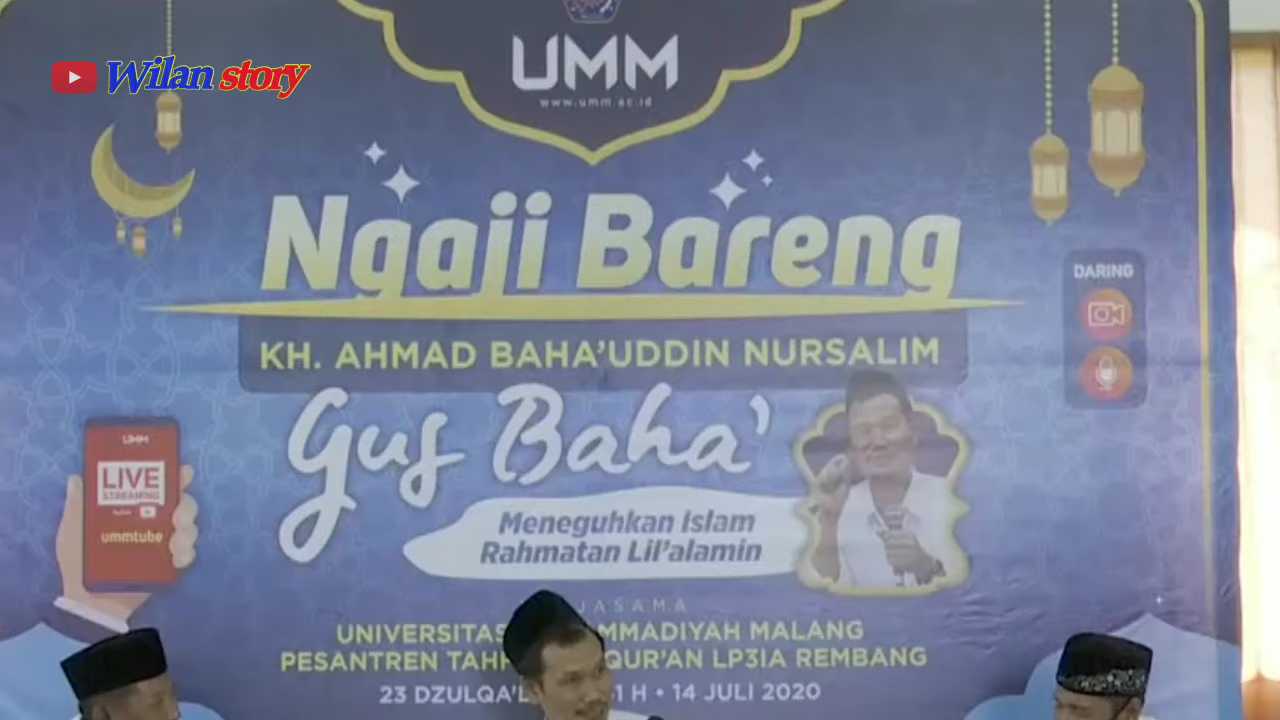 Wilan story
UMM
www.umm.ac.id
Ngaji Bareng
DARING
KH. AHMAD BAHA'UDDIN NURSALIM
Gus Baha'
UMM
LIVE
STREAMING
ummtube
Meneguhkan Islam
Rahmatan Lil'alamin
JASAMA
UNIVERSITAS MMADIYAH MALANG
PESANTREN TAH QUR'AN LP3IA REMBANG
23 DZULQA' 1 H • 14 JULI 2020